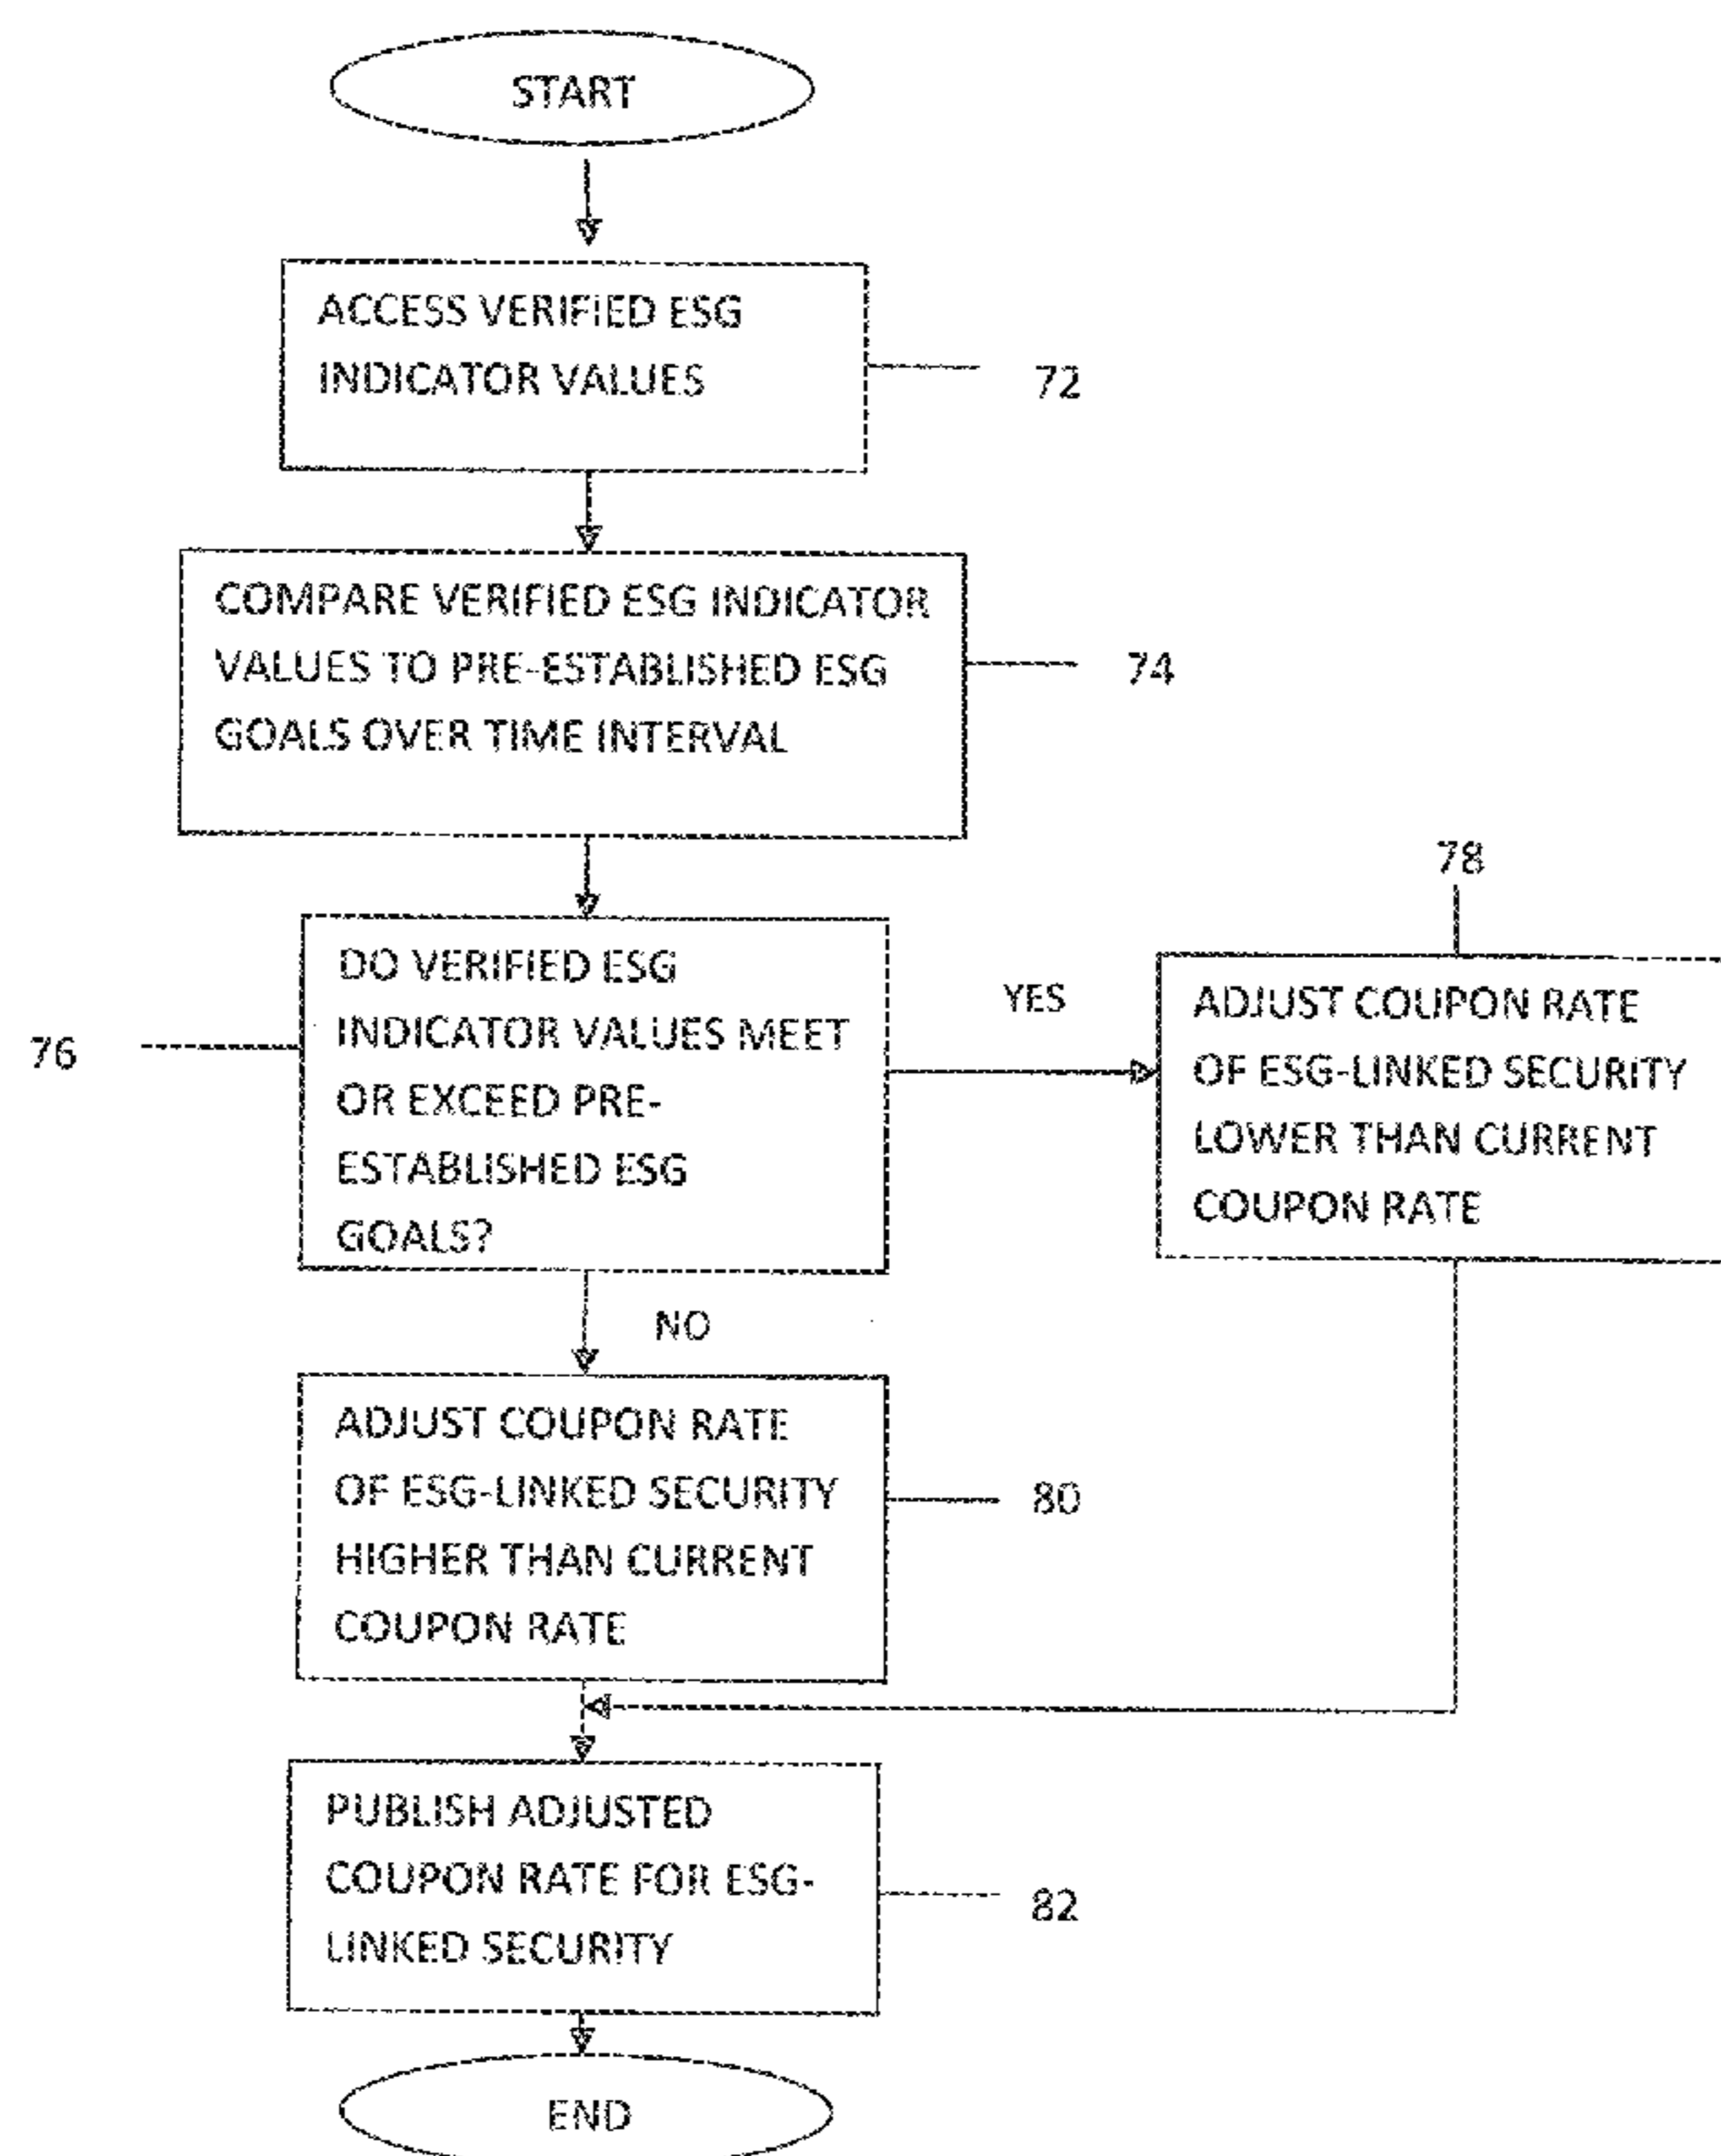 START
ACCESS VERIFIED ESG
INDICATOR VALUES
72
COMPARE VERIFIED ESG INDICATOR
VALUES TO PRE-ESTABLISHED ESG
GOALS OVER TIME INTERVAL
74
76
DO VERIFIED ESG
INDICATOR VALUES MEET
OR EXCEED PRE-
ESTABLISHED ESG
GOALS?
YES
78
ADJUST COUPON RATE
OF ESG-LINKED SECURITY
LOWER THAN CURRENT
COUPON RATE
NO
ADJUST COUPON RATE
OF ESG-LINKED SECURITY
HIGHER THAN CURRENT
COUPON RATE
80
PUBLISH ADJUSTED
COUPON RATE FOR ESG-
LINKED SECURITY
82
END